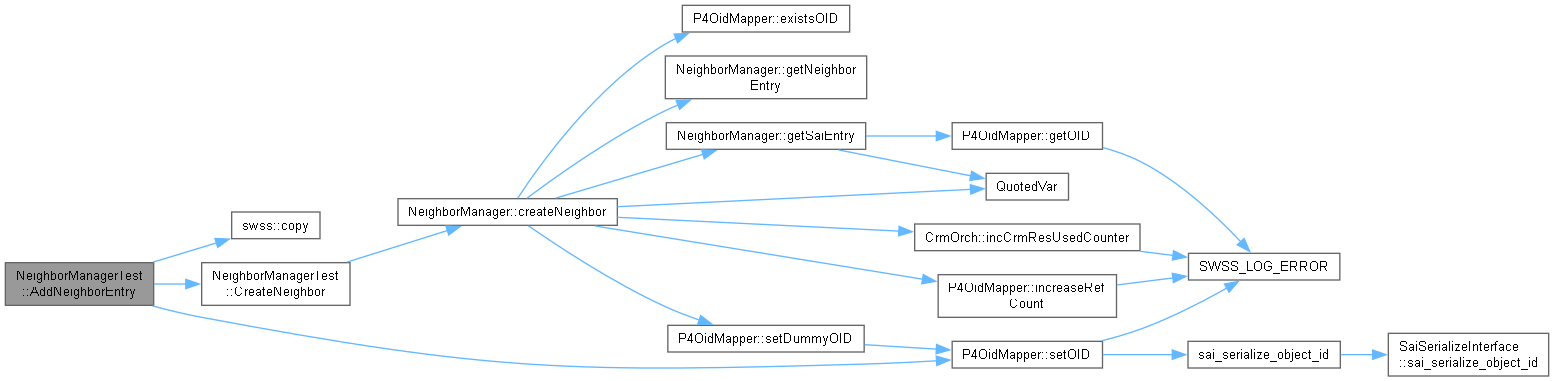 NeighborManagerTest
::AddNeighborEntry
swss::copy
NeighborManagerTest
::CreateNeighbor
NeighborManager::createNeighbor
P4OidMapper::existsOID
NeighborManager::getNeighbor
Entry
NeighborManager::getSaiEntry
P4OidMapper::getOID
QuotedVar
CrmOrch::incCrmResUsedCounter
P4OidMapper::increaseRef
Count
P4OidMapper::setDummyOID
P4OidMapper::setOID
SWSS_LOG_ERROR
sai_serialize_object_id
SaiSerializeInterface
::sai_serialize_object_id